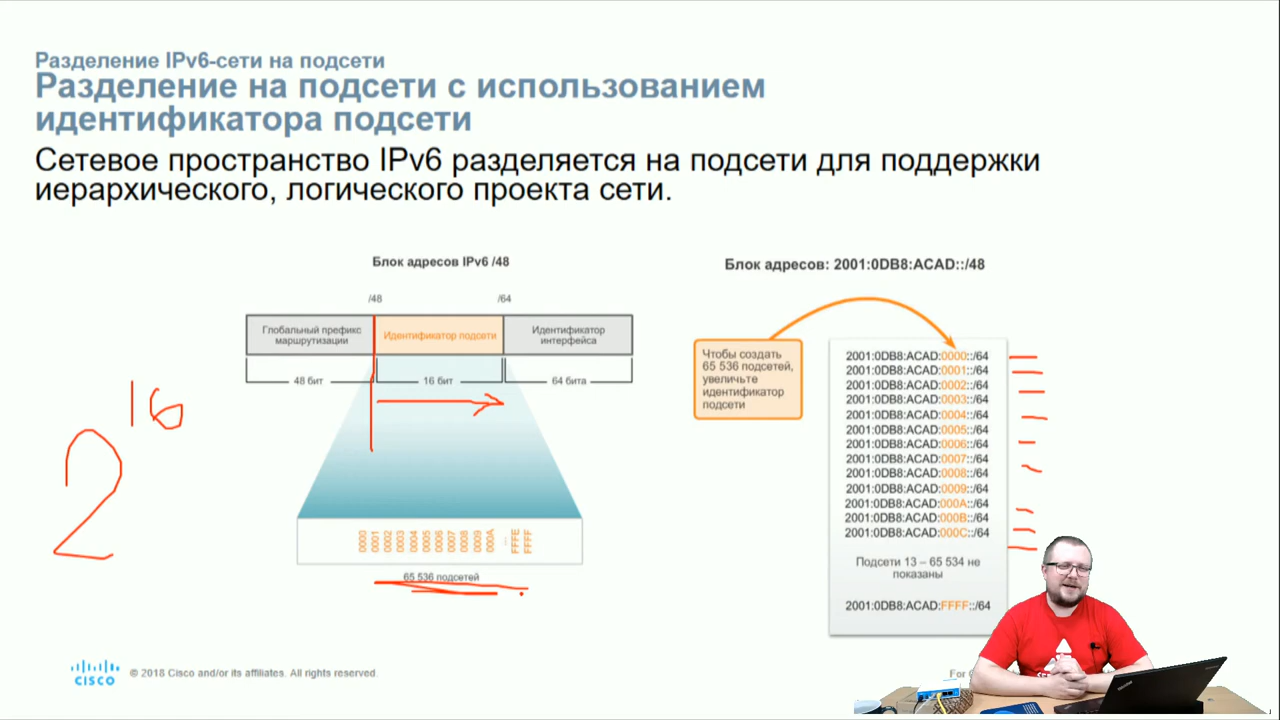 Разделение IPv6-сети на подсети
Разделение на подсети с использованием
идентификатора подсети
Сетевое пространство IPv6 разделяется на подсети для поддержки
иерархического, логического проекта сети.
Блок адресов IPv6 /48
/48
/64
Глобальный префикс
маршрутизации
Идентификатор подсети
Идентификатор
интерфейса
48 бит
16 бит
64 бита
2^16
0000
0001
0002
0003
0004
0005
0006
0007
0008
0009
000A
...
FFFE
FFFF
65 536 подсетей
Блок адресов: 2001:0DB8:ACAD::/48
Чтобы создать
65 536 подсетей,
увеличьте
идентификатор
подсети
2001:0DB8:ACAD:0000::/64
2001:0DB8:ACAD:0001::/64
2001:0DB8:ACAD:0002::/64
2001:0DB8:ACAD:0003::/64
2001:0DB8:ACAD:0004::/64
2001:0DB8:ACAD:0005::/64
2001:0DB8:ACAD:0006::/64
2001:0DB8:ACAD:0007::/64
2001:0DB8:ACAD:0008::/64
2001:0DB8:ACAD:0009::/64
2001:0DB8:ACAD:000A::/64
2001:0DB8:ACAD:000B::/64
2001:0DB8:ACAD:000C::/64
Подсети 13 – 65 534 не
показаны
2001:0DB8:ACAD:FFFF::/64
CISCO
© 2018 Cisco and/or its affiliates. All rights reserved.
For